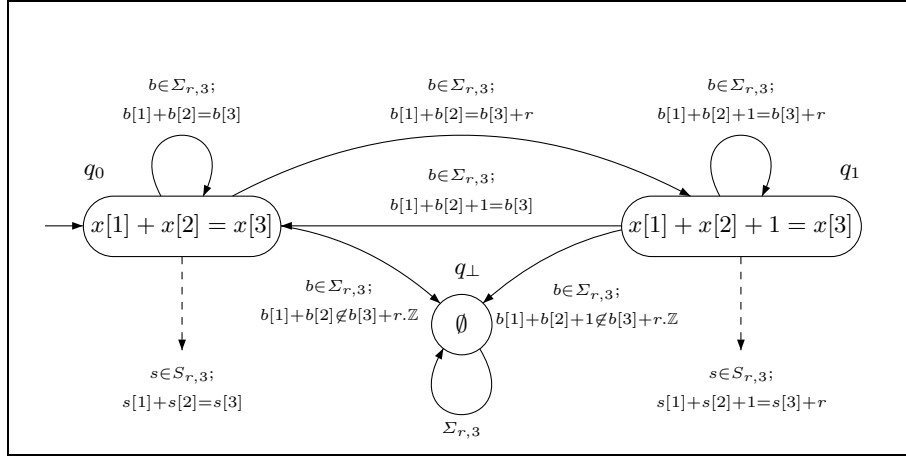 b∈Σr,3;
b[1]+b[2]=b[3]
b∈Σr,3;
b[1]+b[2]=b[3]+r
b∈Σr,3;
b[1]+b[2]+1=b[3]+r
q0
b∈Σr,3;
b[1]+b[2]+1=b[3]
q1
x[1] + x[2] = x[3]
x[1] + x[2] + 1 = x[3]
q⊥
b∈Σr,3;
b[1]+b[2]∉b[3]+r.ℤ
∅
b∈Σr,3;
b[1]+b[2]+1∉b[3]+r.ℤ
s∈Sr,3;
s[1]+s[2]=s[3]
Σr,3
s∈Sr,3;
s[1]+s[2]+1=s[3]+r